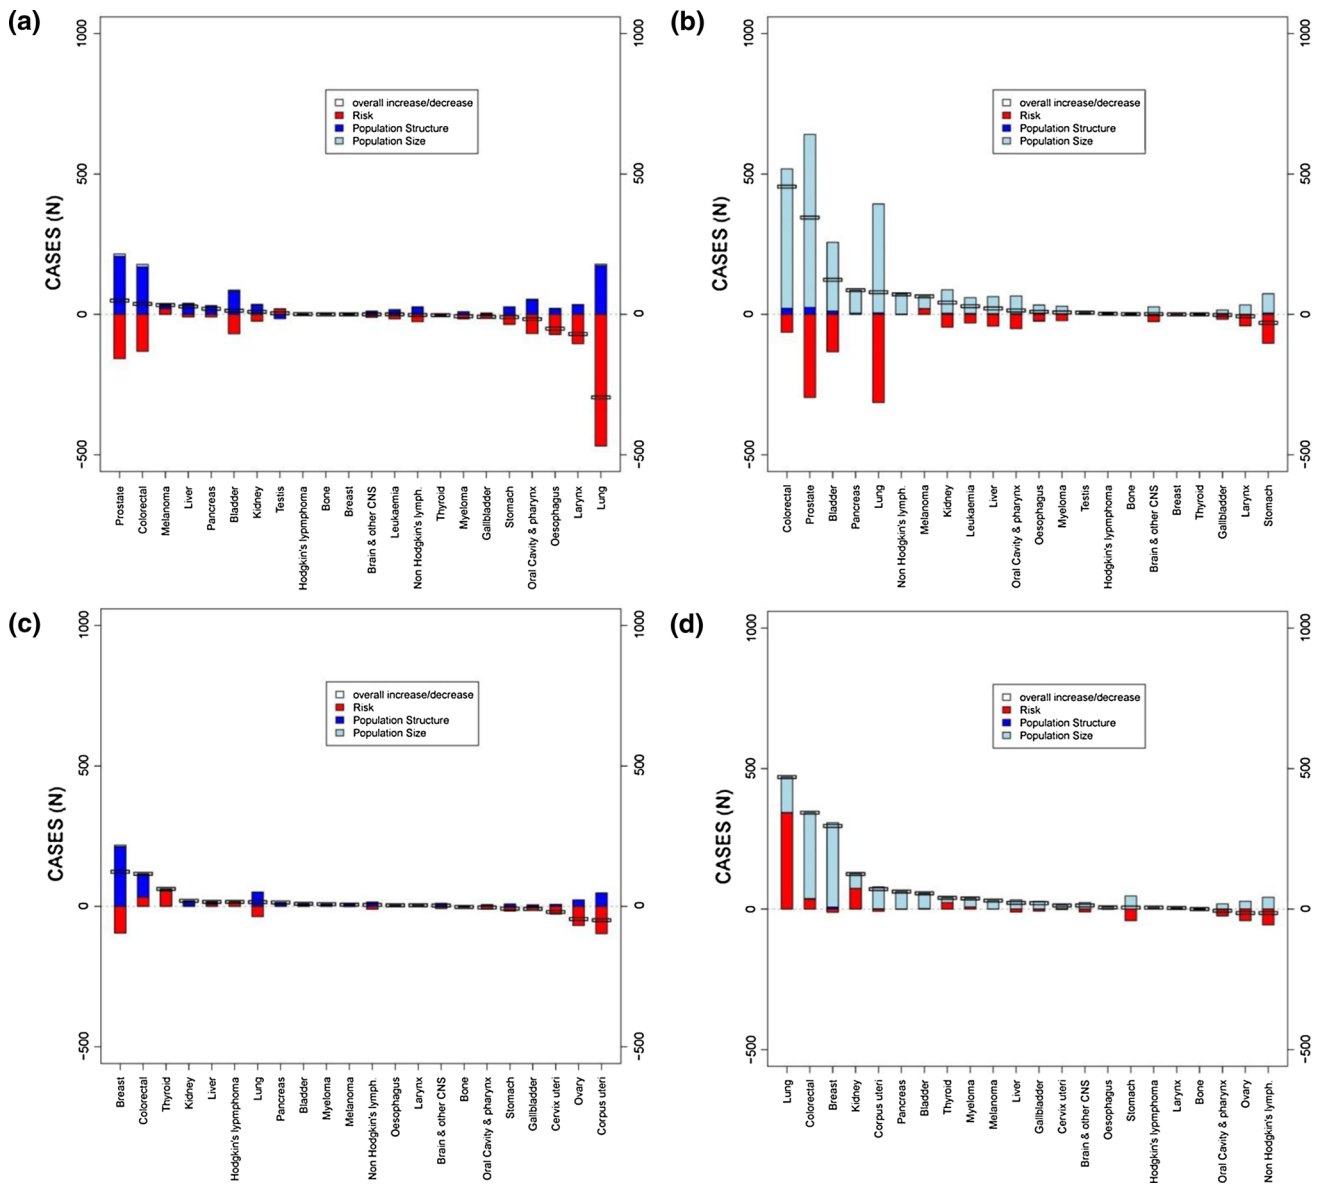 (a)
1000
500
0
−500
CASES (N)
overall increase/decrease
Risk
Population Structure
Population Size
1000
500
0
−500
Prostate
Colorectal
Melanoma
Liver
Pancreas
Bladder
Kidney
Testis
Hodgkin's lypmphoma
Bone
Breast
Brain & other CNS
Leukaemia
Non Hodgkin's lymph.
Thyroid
Myeloma
Gallbladder
Stomach
Oral Cavity & pharynx
Oesophagus
Larynx
Lung
(b)
1000
500
0
−500
CASES (N)
overall increase/decrease
Risk
Population Structure
Population Size
1000
500
0
−500
Colorectal
Prostate
Bladder
Pancreas
Lung
Non Hodgkin's lymph.
Melanoma
Kidney
Leukaemia
Liver
Oral Cavity & pharynx
Oesophagus
Myeloma
Testis
Hodgkin's lypmphoma
Bone
Brain & other CNS
Breast
Thyroid
Gallbladder
Larynx
Stomach
(c)
1000
500
0
−500
CASES (N)
overall increase/decrease
Risk
Population Structure
Population Size
1000
500
0
−500
Breast
Colorectal
Thyroid
Kidney
Liver
Hodgkin's lypmphoma
Lung
Pancreas
Bladder
Myeloma
Melanoma
Non Hodgkin's lymph.
Oesophagus
Larynx
Brain & other CNS
Bone
Oral Cavity & pharynx
Stomach
Gallbladder
Cervix uteri
Ovary
Corpus uteri
(d)
1000
500
0
−500
CASES (N)
overall increase/decrease
Risk
Population Structure
Population Size
1000
500
0
−500
Lung
Colorectal
Breast
Kidney
Corpus uteri
Pancreas
Bladder
Thyroid
Myeloma
Melanoma
Liver
Gallbladder
Cervix uteri
Brain & other CNS
Oesophagus
Stomach
Hodgkin's lypmphoma
Larynx
Bone
Oral Cavity & pharynx
Ovary
Non Hodgkin's lymph.